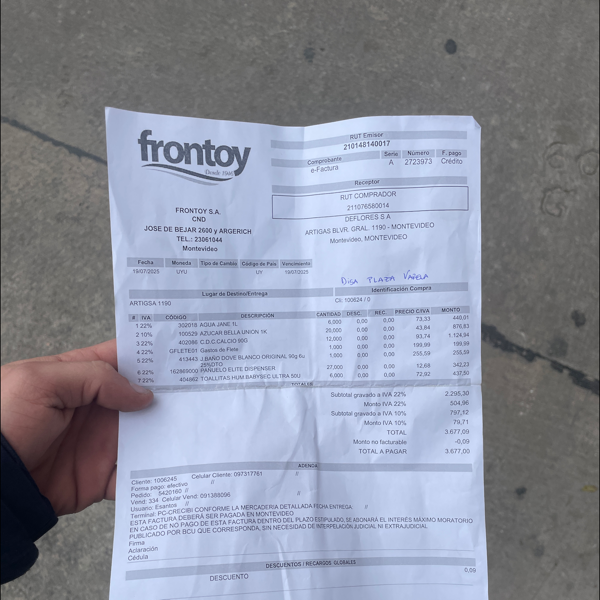 frontoy
Desde 1940
RUT Emisor
210148140017
Comprobante Serie Número F. pago
e-Factura A 2723973 Crédito
Receptor
RUT COMPRADOR
211076580014
DEFLORES S A
ARTIGAS BLVR. GRAL. 1190 - MONTEVIDEO
Montevideo, MONTEVIDEO
FRONTOY S.A.
CND
JOSE DE BEJAR 2600 y ARGERICH
TEL.: 23061044
Montevideo
Fecha Moneda Tipo de Cambio Código de País Vencimiento
19/07/2025 UYU UY 19/07/2025
DISA PLAZA VARELA
Lugar de Destino/Entrega Identificación Compra
ARTIGSA 1190 Cli: 100624 / 0
# IVA CÓDIGO DESCRIPCIÓN CANTIDAD DESC. REC. PRECIO C/IVA MONTO
1 22% 302018 AGUA JANE 1L 6,000 0,00 0,00 73,33 440,01
2 10% 100529 AZUCAR BELLA UNION 1K 20,000 0,00 0,00 43,84 876,83
3 22% 402086 C.D.C.CALCIO 90G 12,000 0,00 0,00 93,74 1.124,94
4 22% GFLETE01 Gastos de Flete 1,000 0,00 0,00 199,99 199,99
5 22% 613443 J.BAÑO DOVE BLANCO ORIGINAL 90g 6u 25%DTO 1,000 0,00 0,00 255,59 255,59
6 22% 162869000 PAÑUELO ELITE DISPENSER 27,000 0,00 0,00 12,68 342,23
7 22% 404862 TOALLITAS HUM.BABYSEC ULTRA 50U 6,000 0,00 0,00 72,92 437,50
TOTALES
Subtotal gravado a IVA 22% 2.295,30
Monto IVA 22% 504,96
Subtotal gravado a IVA 10% 797,12
Monto IVA 10% 79,71
TOTAL 3.677,09
Monto no facturable -0,09
TOTAL A PAGAR 3.677,00
ADENDA
Cliente: 1006245 Celular Cliente: 097317761 //
Forma pago: efectivo //
Pedido: 5420160 //
Vend: 334 Celular Vend: 091388096 //
Usuario: Esantos //
Terminal: PC-CRECIBI CONFORME LA MERCADERIA DETALLADA FECHA ENTREGA: //
ESTA FACTURA DEBERÁ SER PAGADA EN MONTEVIDEO
EN CASO DE NO PAGO DE ESTA FACTURA DENTRO DEL PLAZO ESTIPULADO, SE ABONARA EL INTERÉS MÁXIMO MORATORIO
PUBLICADO POR BCU QUE CORRESPONDA, SIN NECESIDAD DE INTERPELACIÓN JUDICIAL NI EXTRAJUDICIAL.
Firma
Aclaración
Cédula
DESCUENTOS / RECARGOS GLOBALES
DESCUENTO 0,09